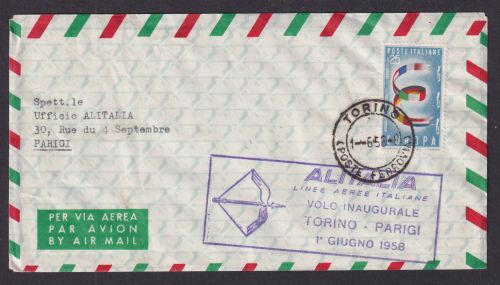 Spett.le
Ufficio ALITALIA
30, Rue du 4 Septembre
PARIGI
POSTE ITALIANE
25
TORINO
(POSTE FERROVIA
ALITALIA
LINEE AEREE ITALIANE
VOLO INAUGURALE
TORINO - PARIGI
1° GIUGNO 1958
PER VIA AEREA
PAR AVION
BY AIR MAIL